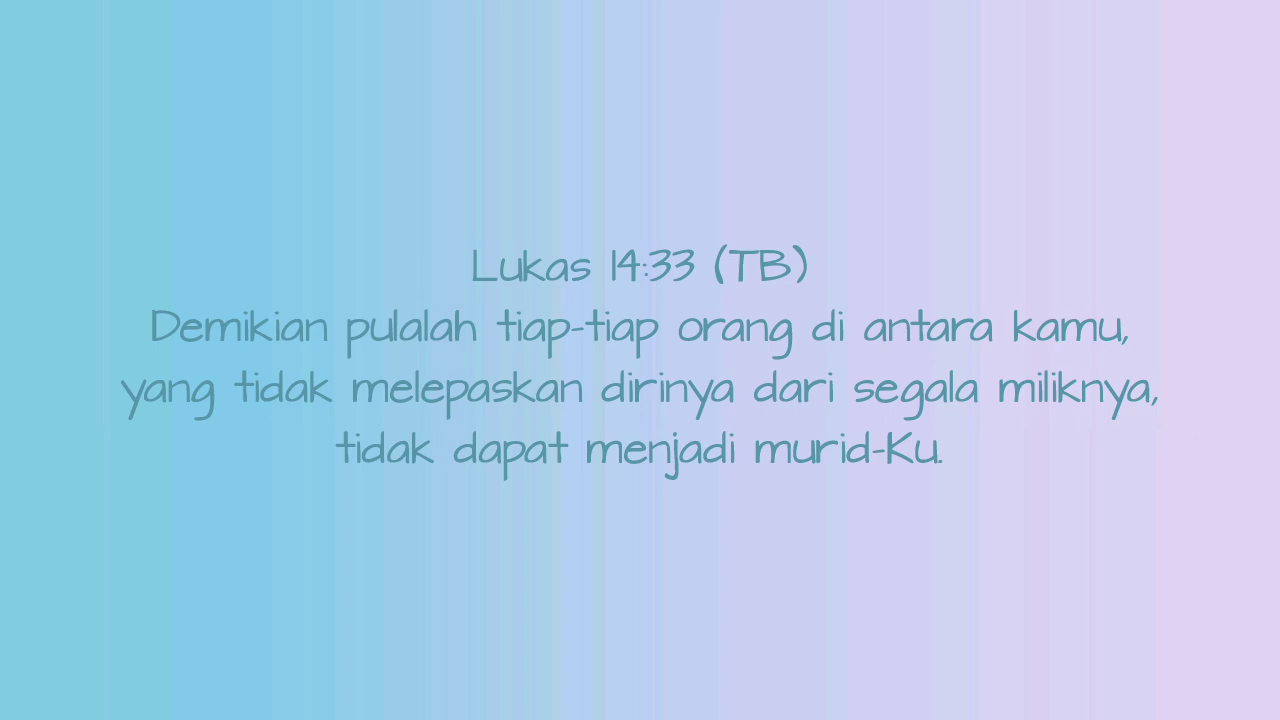 Lukas 14:33 (TB)
Demikian pulalah tiap-tiap orang di antara kamu,
yang tidak melepaskan dirinya dari segala miliknya,
tidak dapat menjadi murid-Ku.